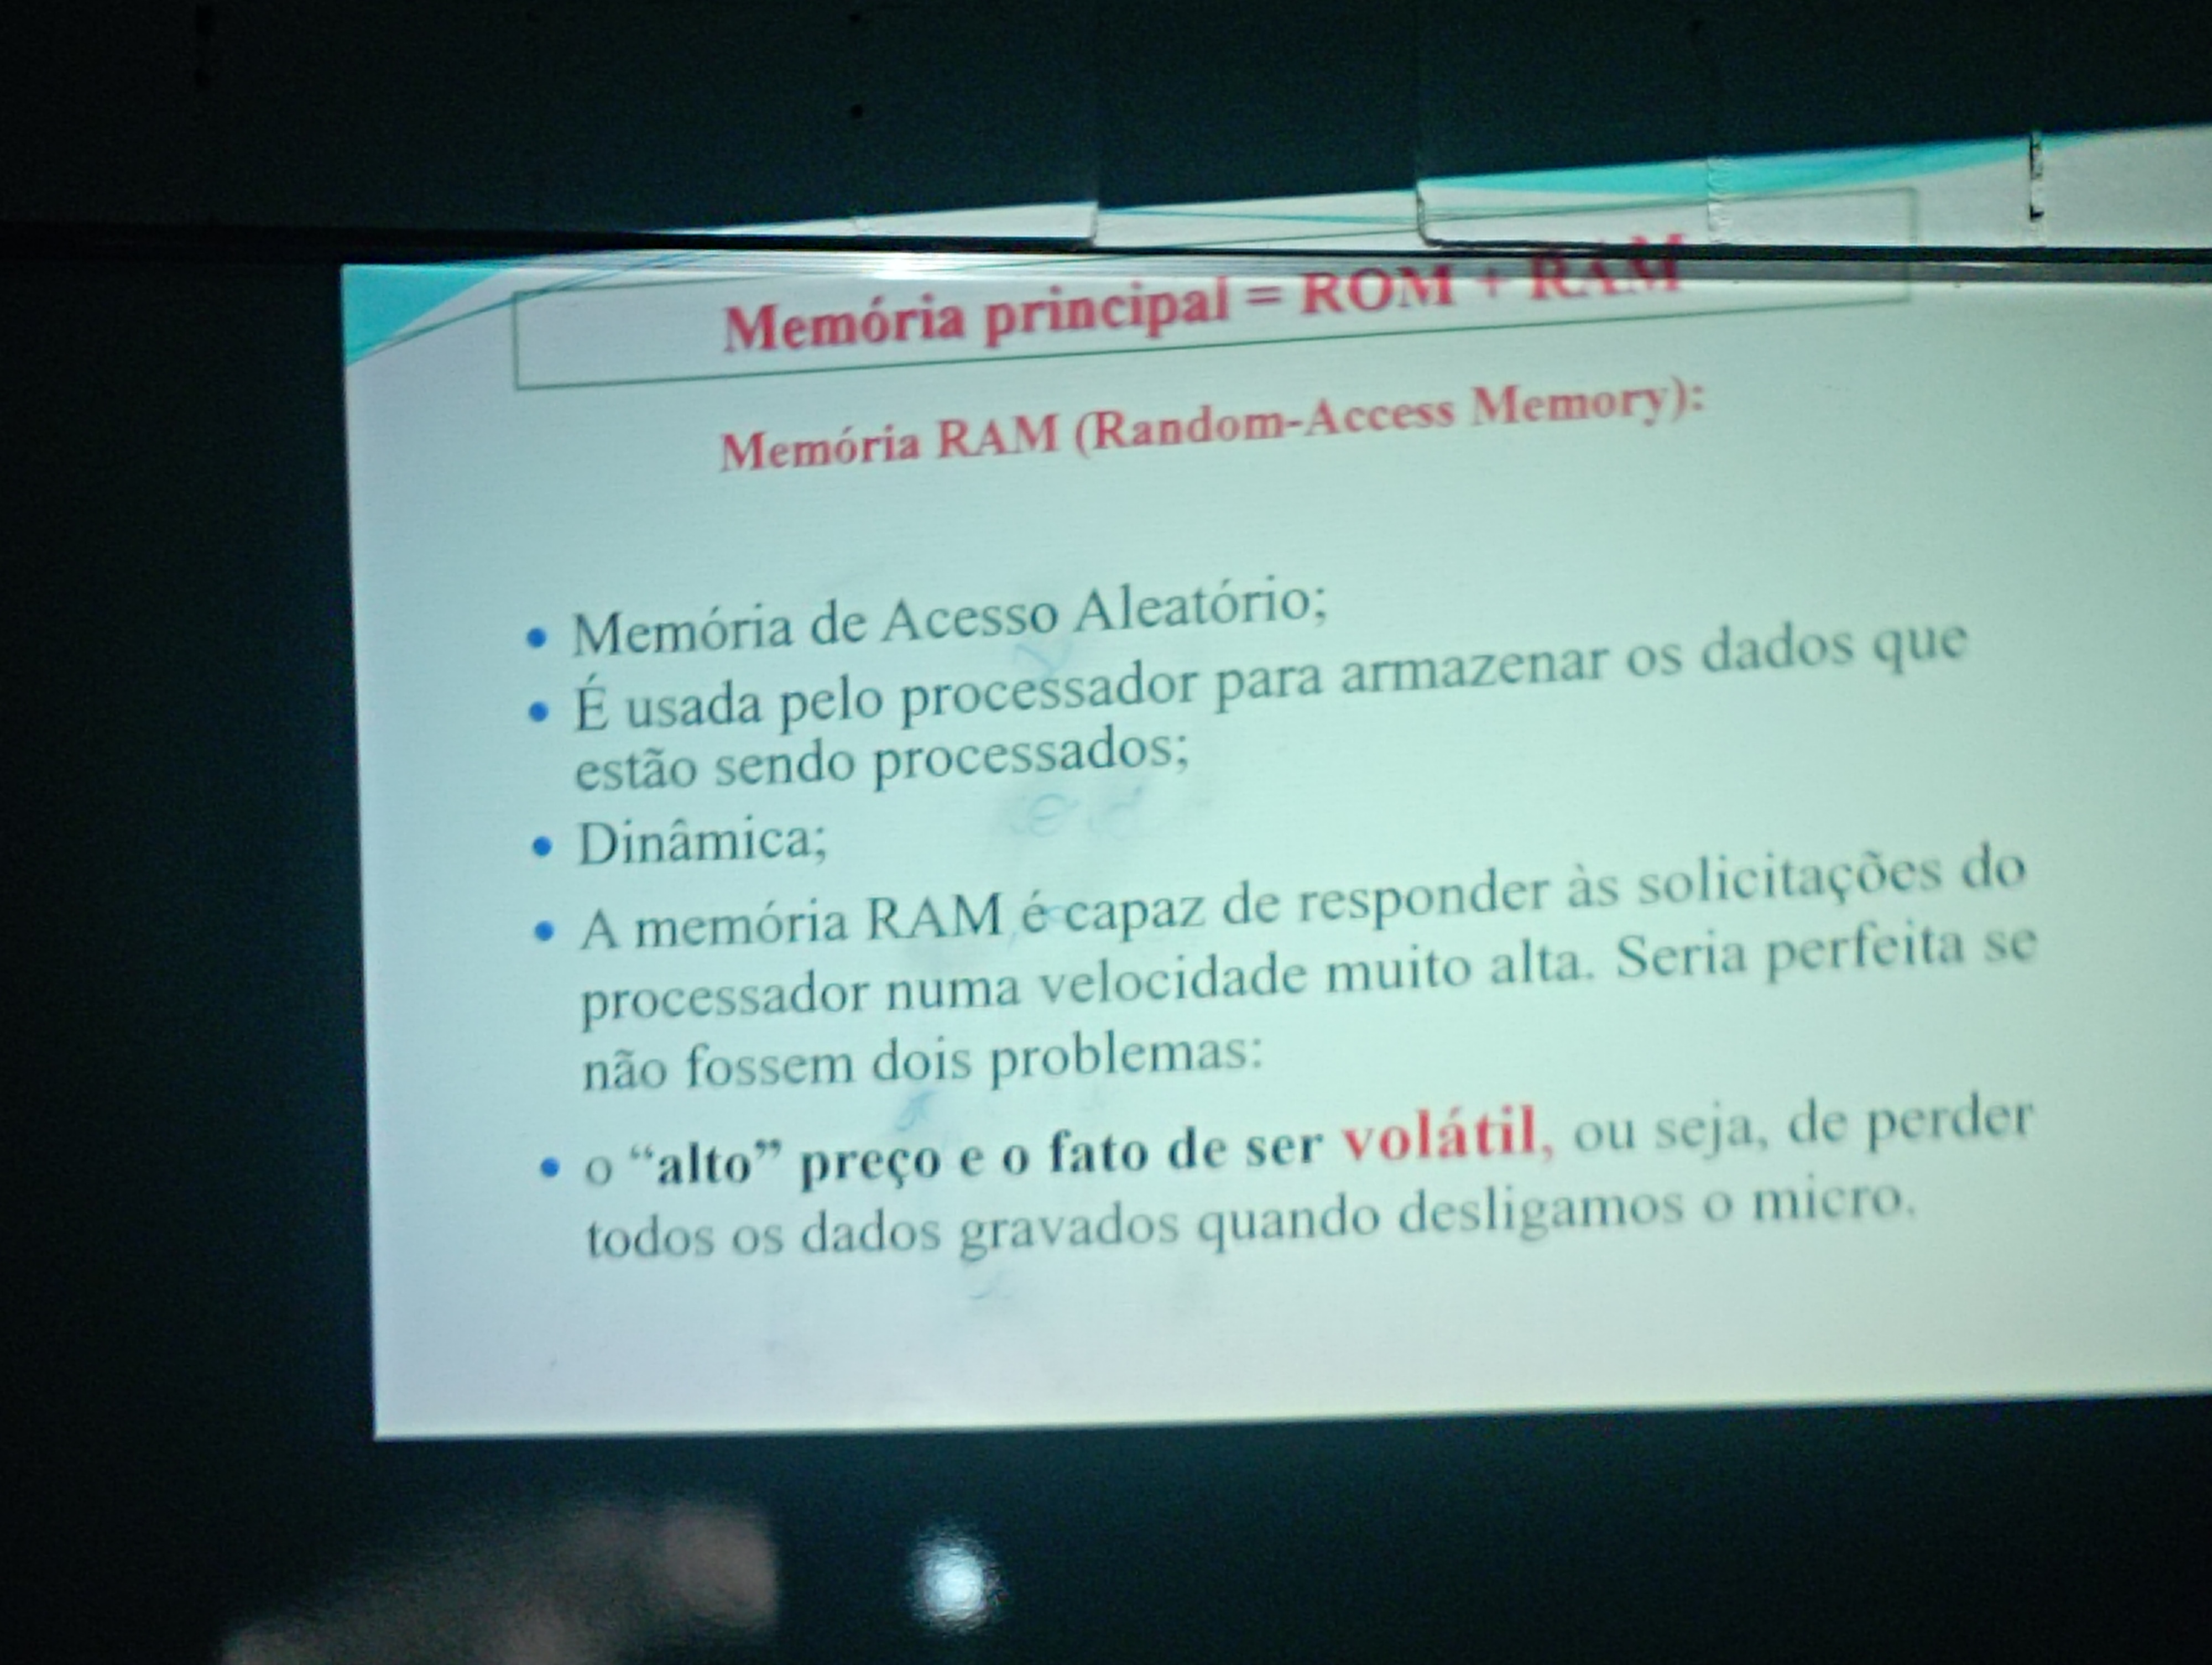 Memória principal = ROM + RAM
Memória RAM (Random-Access Memory):
• Memória de Acesso Aleatório;
• É usada pelo processador para armazenar os dados que
estão sendo processados;
• Dinâmica;
• A memória RAM é capaz de responder às solicitações do
processador numa velocidade muito alta. Seria perfeita se
não fossem dois problemas:
• o “alto” preço e o fato de ser volátil, ou seja, de perder
todos os dados gravados quando desligamos o micro.